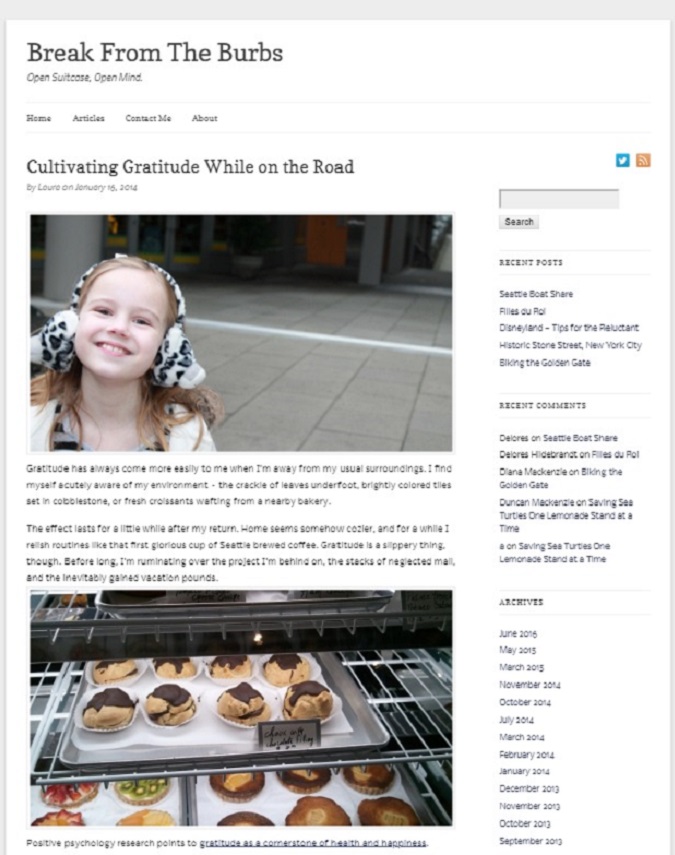 Break From The Burbs
Open Suitcase, Open Mind.
Home Articles Contact Me About
Cultivating Gratitude While on the Road
by Laura on January 15, 2014
Gratitude has always come more easily to me when I'm away from my usual surroundings. I find
myself acutely aware of my environment - the crackle of leaves underfoot, brightly colored tiles
set in cobblestone, or fresh croissants wafting from a nearby bakery.
The effect lasts for a little while after my return. Home seems somehow cozier, and for a while I
relish routines like that first glorious cup of Seattle brewed coffee. Gratitude is a slippery thing,
though. Before long, I'm ruminating over the project I'm behind on, the stacks of neglected mail,
and the inevitably gained vacation pounds.
Positive psychology research points to gratitude as a cornerstone of health and happiness.
Search
RECENT POSTS
Seattle Boat Share
Filles du Roi
Disneyland – Tips for the Reluctant
Historic Stone Street, New York City
Biking the Golden Gate
RECENT COMMENTS
Delores on Seattle Boat Share
Delores Hildebrandt on Filles du Roi
Diana Mackenzie on Biking the
Golden Gate
Duncan Mackenzie on Saving Sea
Turtles One Lemonade Stand at a
Time
a on Saving Sea Turtles One
Lemonade Stand at a Time
ARCHIVES
June 2016
May 2015
March 2015
November 2014
October 2014
July 2014
March 2014
February 2014
January 2014
December 2013
November 2013
October 2013
September 2013